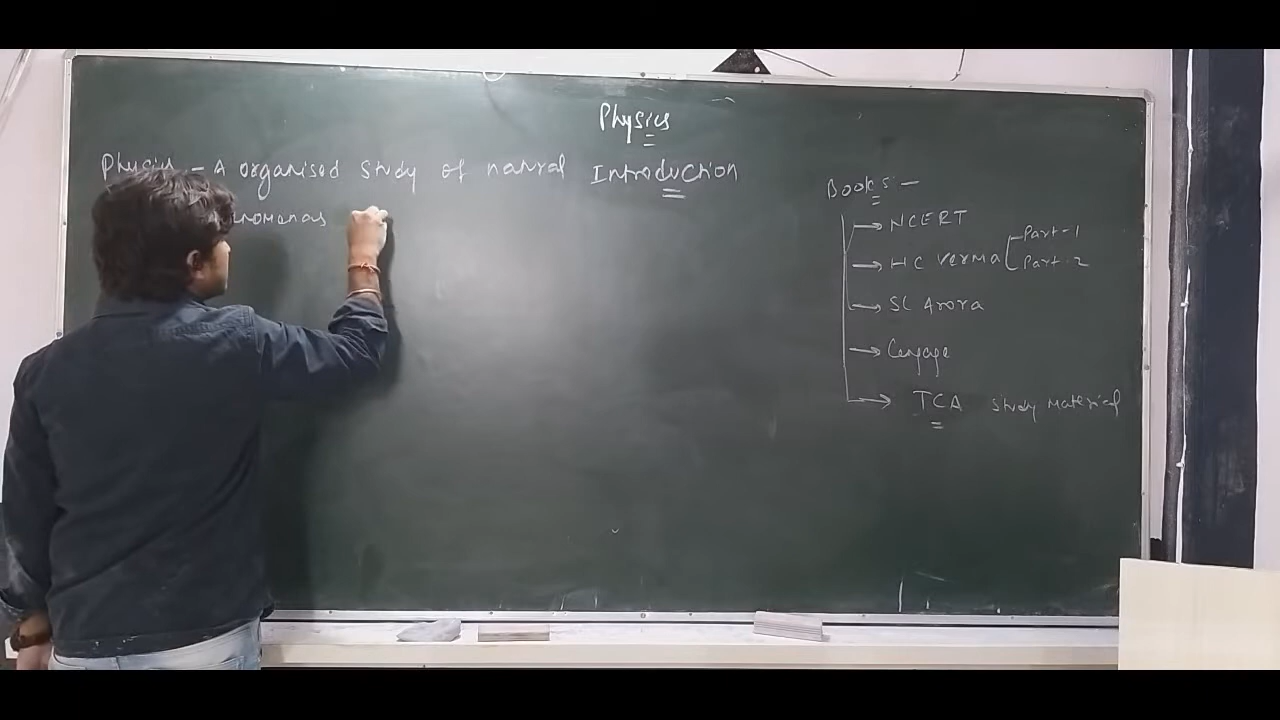 Physics
Physics - A organised study of natural
Introduction
Books -
NCERT
HC Verma
Part-1
Part-2
SL Arora
Cengage
TCA study material